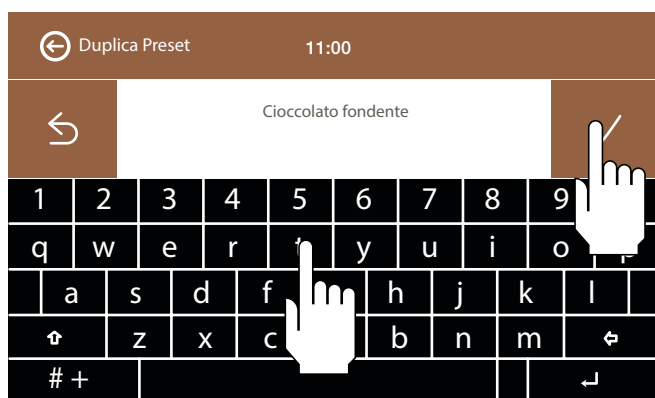 Duplica Preset 11:00
Cioccolato fondente
1 2 3 4 5 6 7 8 9
q w e r t y u i o p
a s d f h j k l
z x c b n m
# +